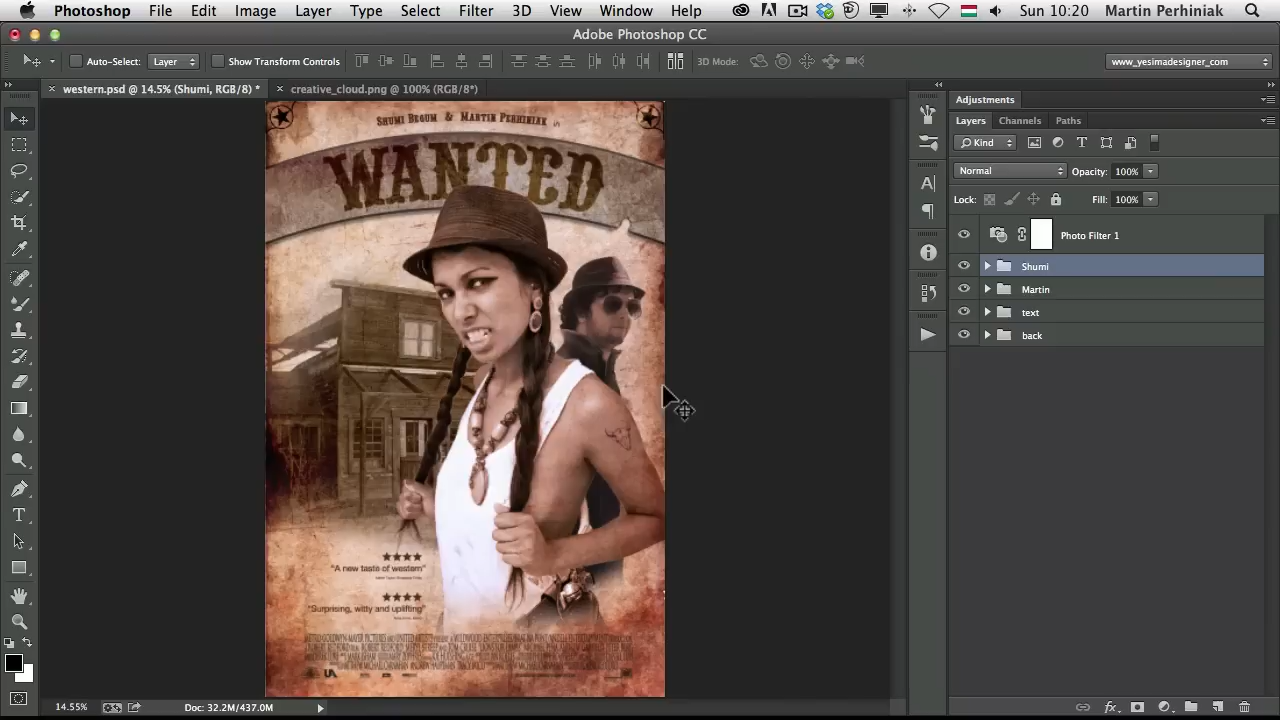 Photoshop File Edit Image Layer Type Select Filter 3D View Window Help Sun 10:20 Martin Perhiniak
Adobe Photoshop CC
Auto-Select: Layer Show Transform Controls 3D Mode: www_yesimadesigner_com
western.psd @ 14.5% (Shumi, RGB/8) * creative_cloud.png @ 100% (RGB/8*)
Adjustments
Layers Channels Paths
Kind
Normal Opacity: 100%
Lock: Fill: 100%
Photo Filter 1
Shumi
Martin
text
back
Shumi Begum & Martin Perhiniak
WANTED
★★★★
"A new taste of western"
★★★★
"Surprising, witty and uplifting"
14.55% Doc: 32.2M/437.0M